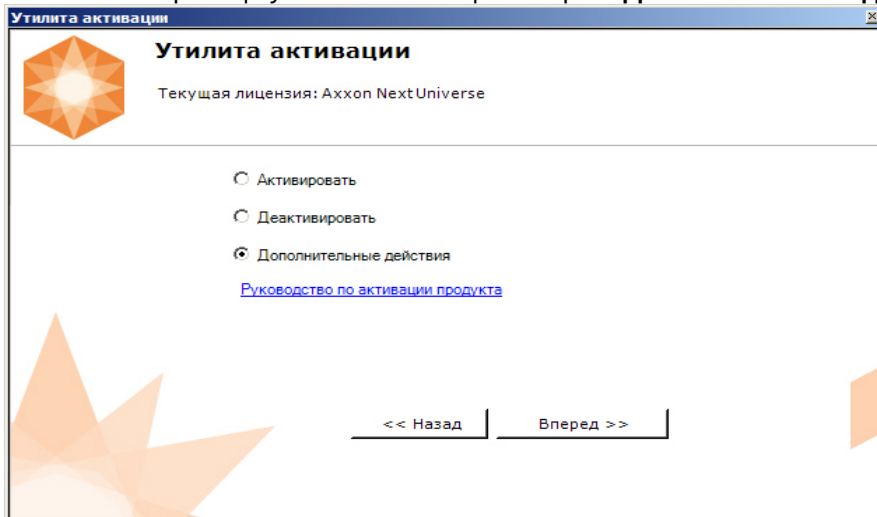 Утилита активации
Утилита активации
Текущая лицензия: Axxon Next Universe
Активировать
Деактивировать
Дополнительные действия
Руководство по активации продукта
<< Назад
Вперед >>